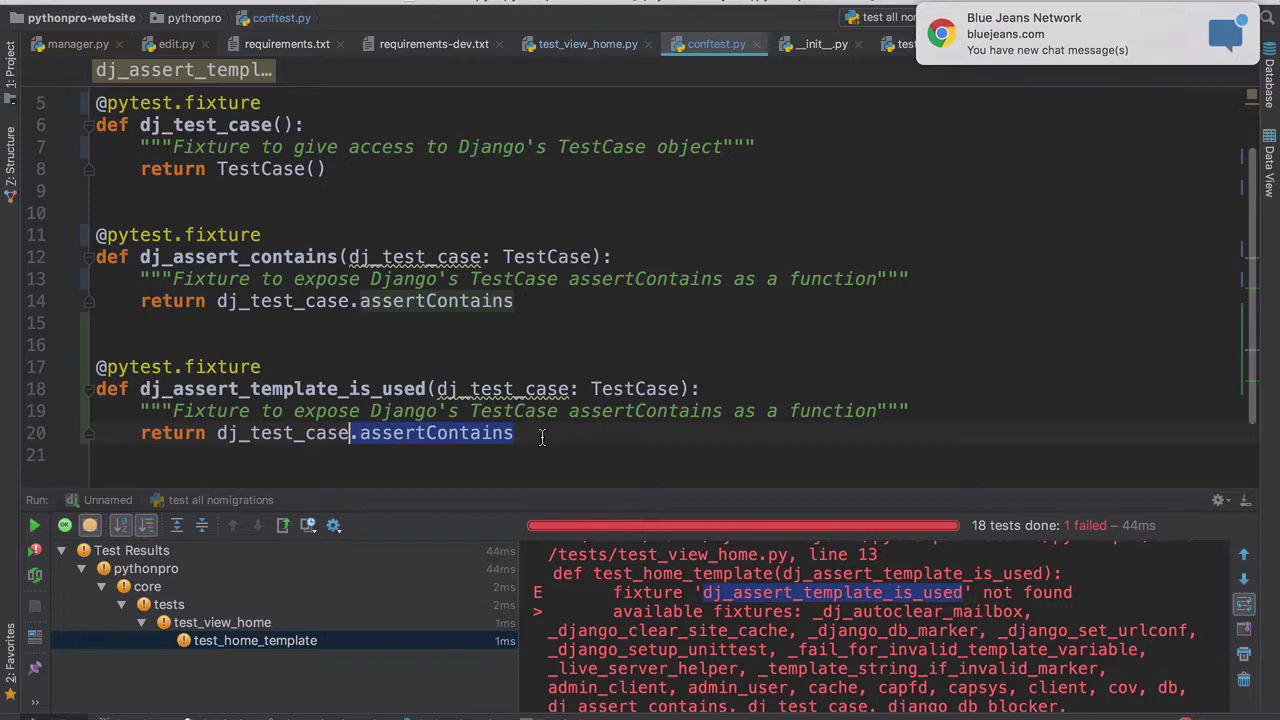 pythonpro-website
pythonpro
conftest.py
test all
Blue Jeans Network
bluejeans.com
You have new chat message(s)
manager.py
edit.py
requirements.txt
requirements-dev.txt
test_view_home.py
conftest.py
__init__.py
dj_assert_templ…
1: Project
Z: Structure
2: Favorites
Database
Data View
5 @pytest.fixture
6 def dj_test_case():
7 """Fixture to give access to Django's TestCase object"""
8 return TestCase()
9
10
11 @pytest.fixture
12 def dj_assert_contains(dj_test_case: TestCase):
13 """Fixture to expose Django's TestCase assertContains as a function"""
14 return dj_test_case.assertContains
15
16
17 @pytest.fixture
18 def dj_assert_template_is_used(dj_test_case: TestCase):
19 """Fixture to expose Django's TestCase assertContains as a function"""
20 return dj_test_case.assertContains
21
Run: Unnamed test all nomigrations
18 tests done: 1 failed – 44ms
Test Results 44ms
pythonpro 44ms
core 2ms
tests 2ms
test_view_home 1ms
test_home_template 1ms
/tests/test_view_home.py, line 13
def test_home_template(dj_assert_template_is_used):
E fixture 'dj_assert_template_is_used' not found
> available fixtures: _dj_autoclear_mailbox,
_django_clear_site_cache, _django_db_marker, _django_set_urlconf,
_django_setup_unittest, _fail_for_invalid_template_variable,
_live_server_helper, _template_string_if_invalid_marker,
admin_client, admin_user, cache, capfd, capsys, client, cov, db,
dj_assert_contains, dj_test_case, django_db_blocker,